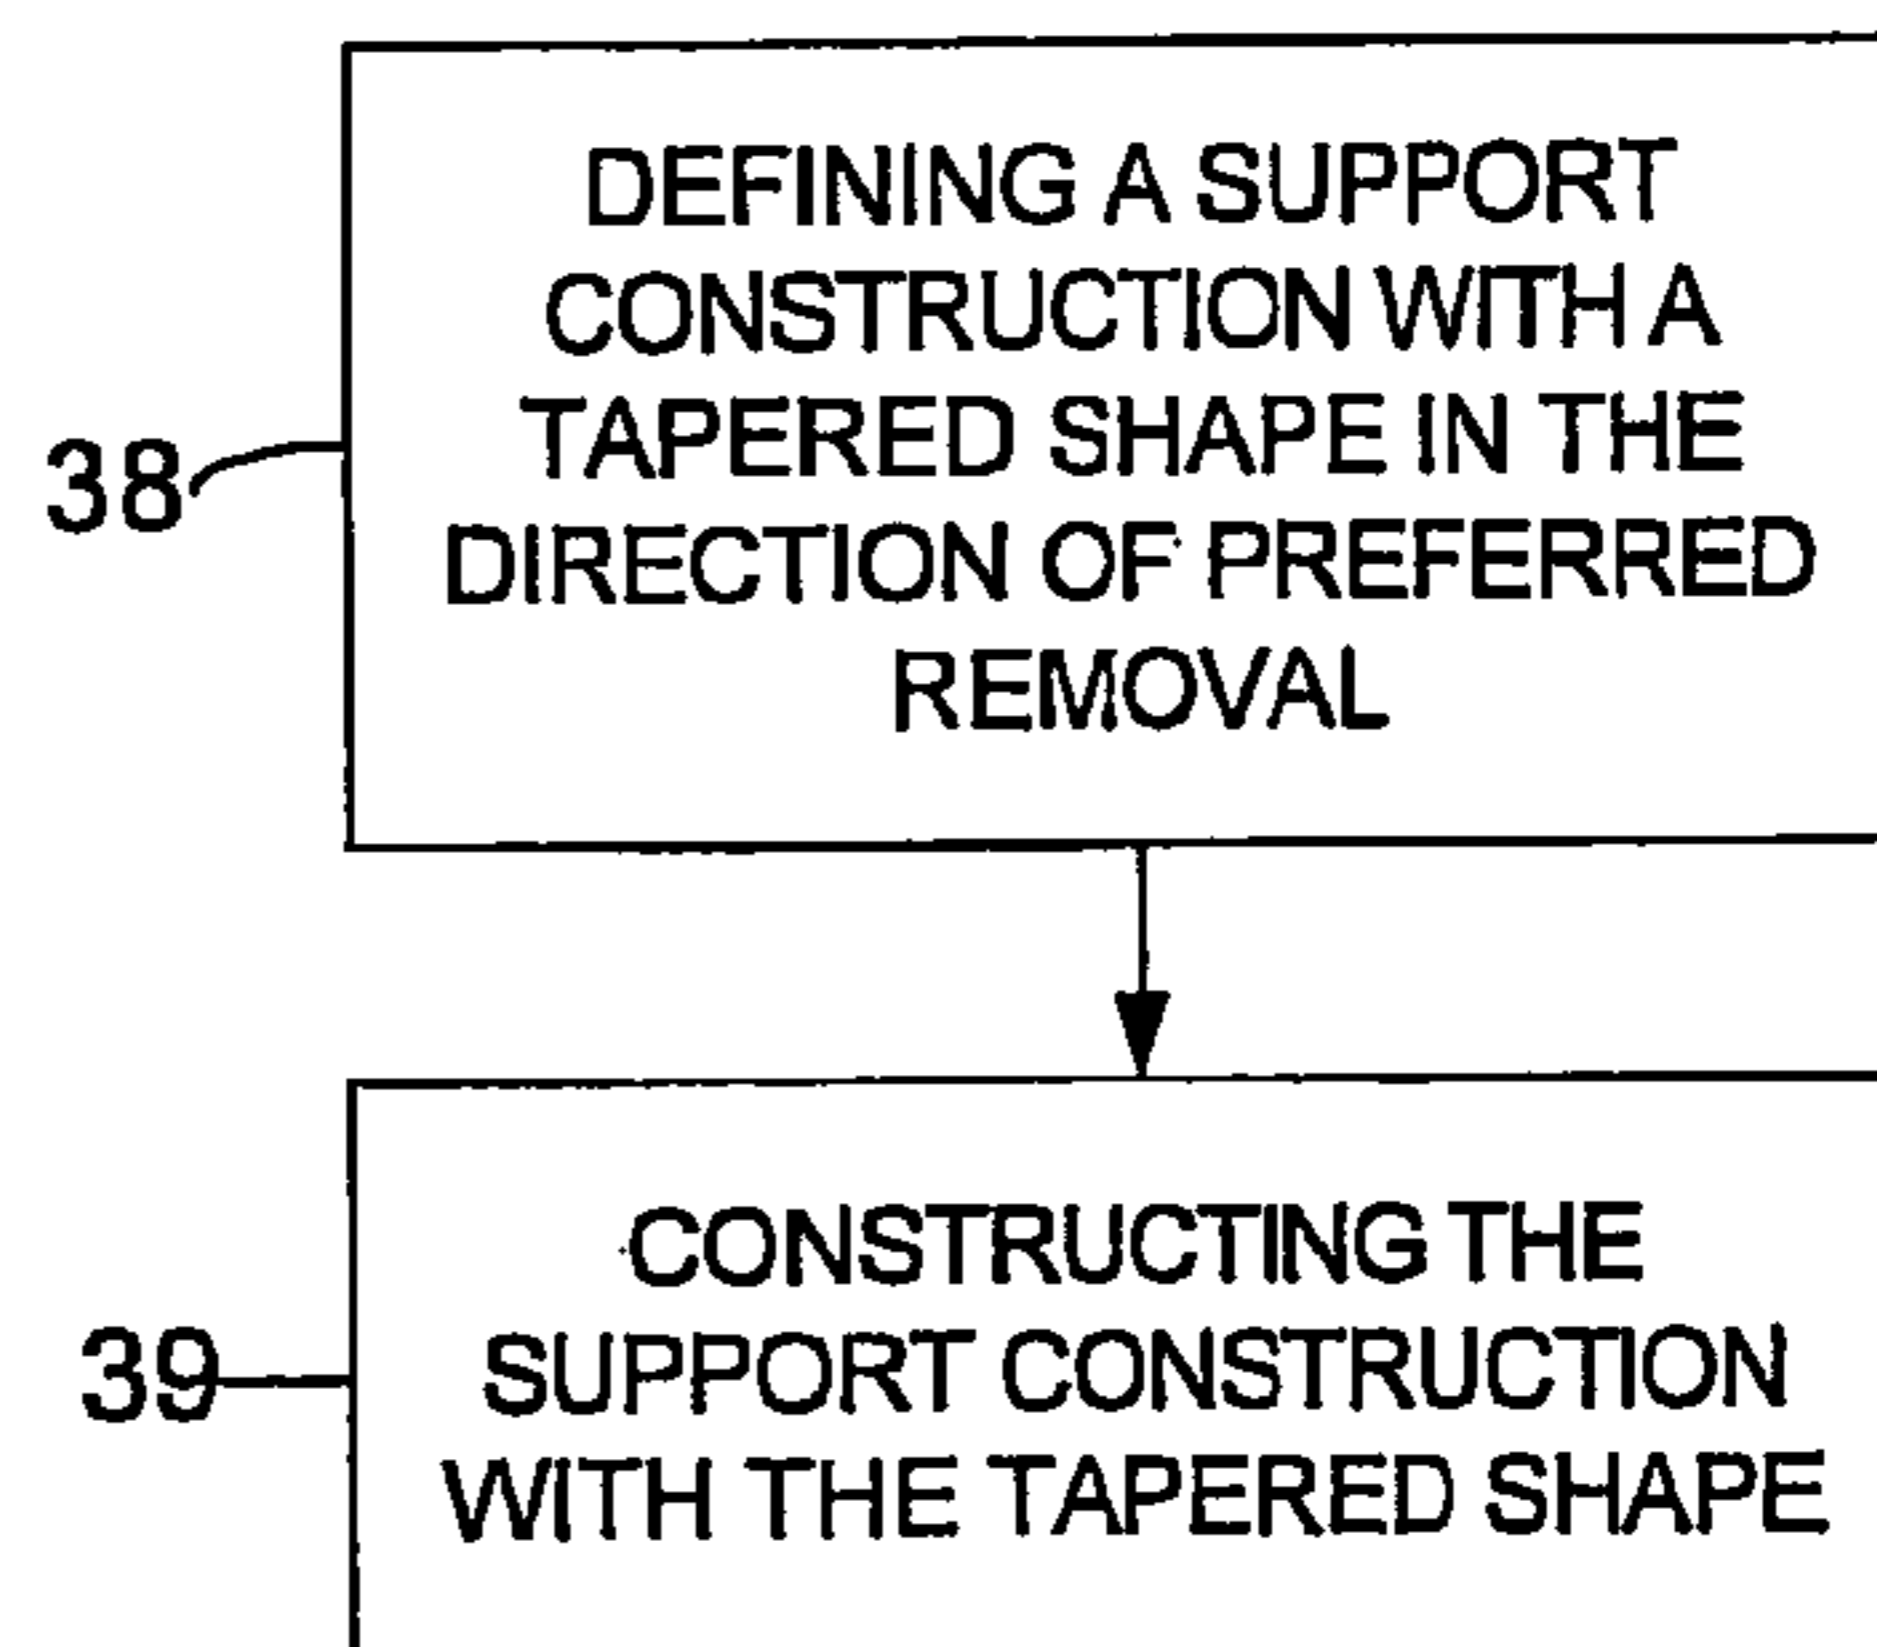 DEFINING A SUPPORT
CONSTRUCTION WITH A
TAPERED SHAPE IN THE
DIRECTION OF PREFERRED
REMOVAL
38
CONSTRUCTING THE
SUPPORT CONSTRUCTION
WITH THE TAPERED SHAPE
39